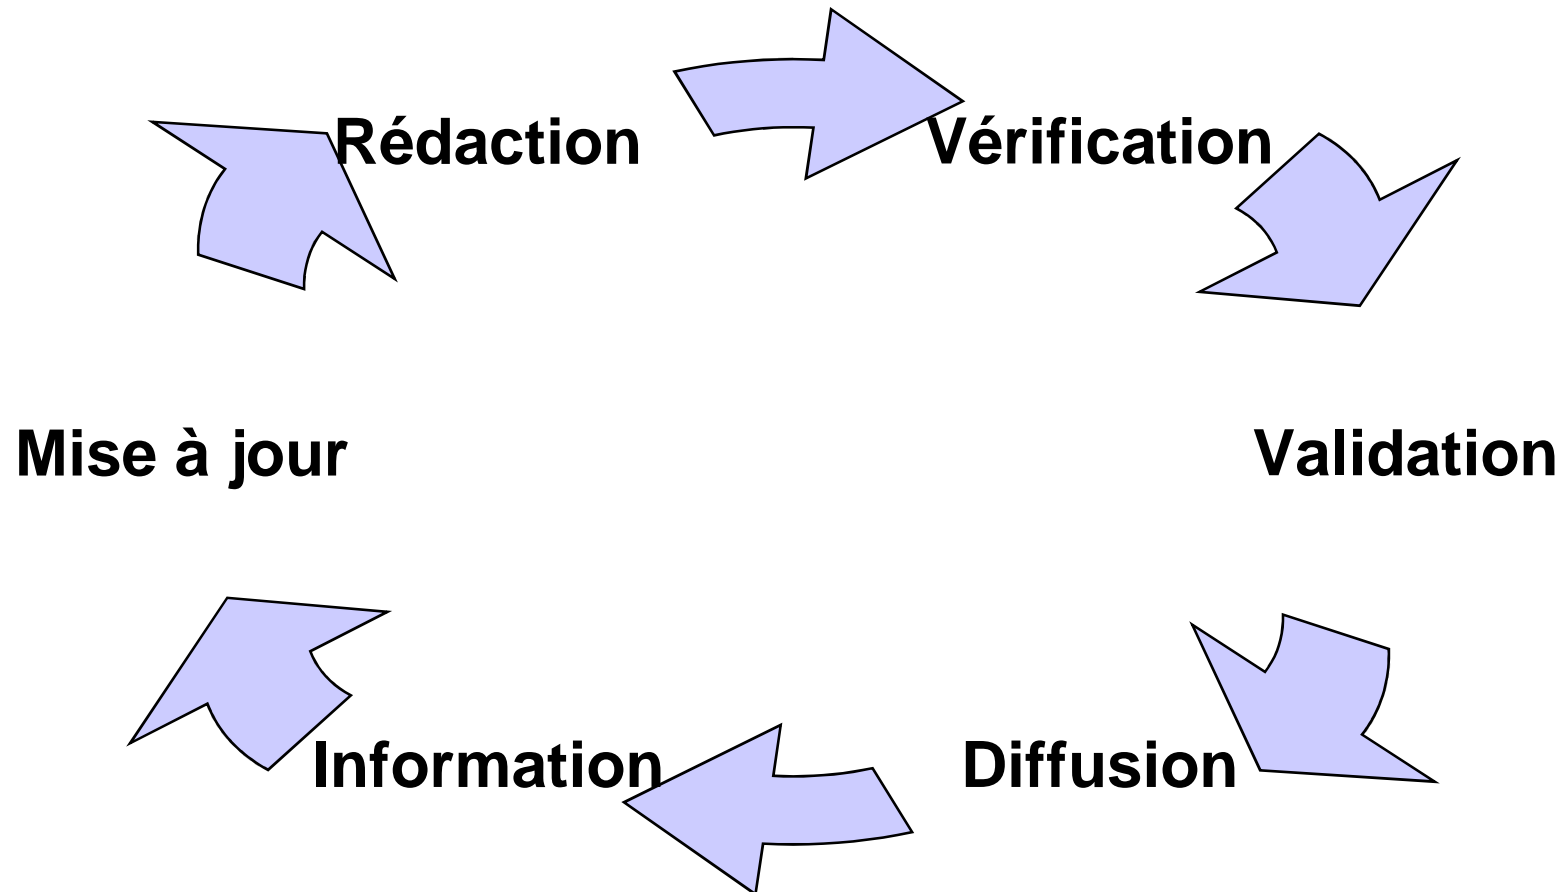 Rédaction
Vérification
Mise à jour
Validation
Information
Diffusion